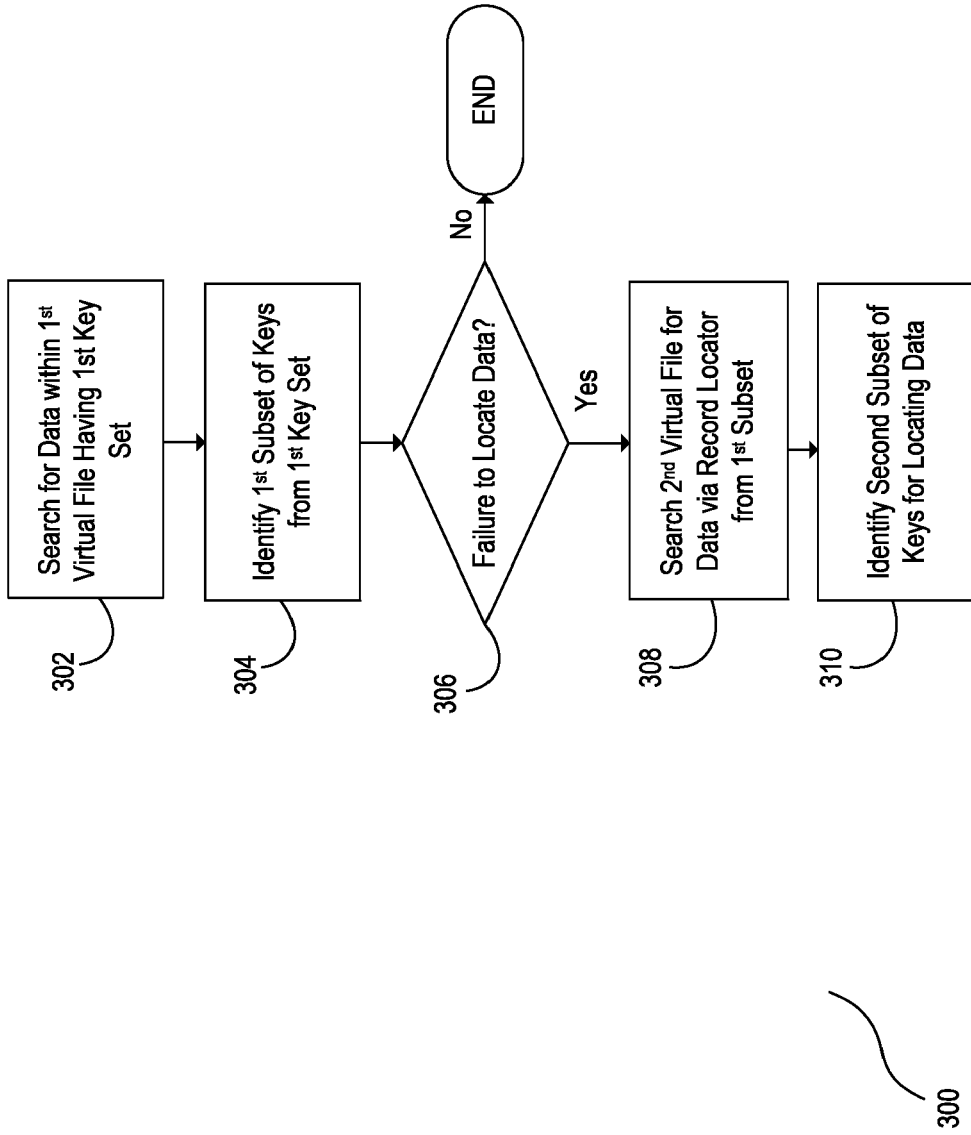 300
302
Search for Data within 1st
Virtual File Having 1st Key
Set
304
Identify 1st Subset of Keys
from 1st Key Set
306
Failure to Locate Data?
No
END
Yes
308
Search 2nd Virtual File for
Data via Record Locator
from 1st Subset
310
Identify Second Subset of
Keys for Locating Data